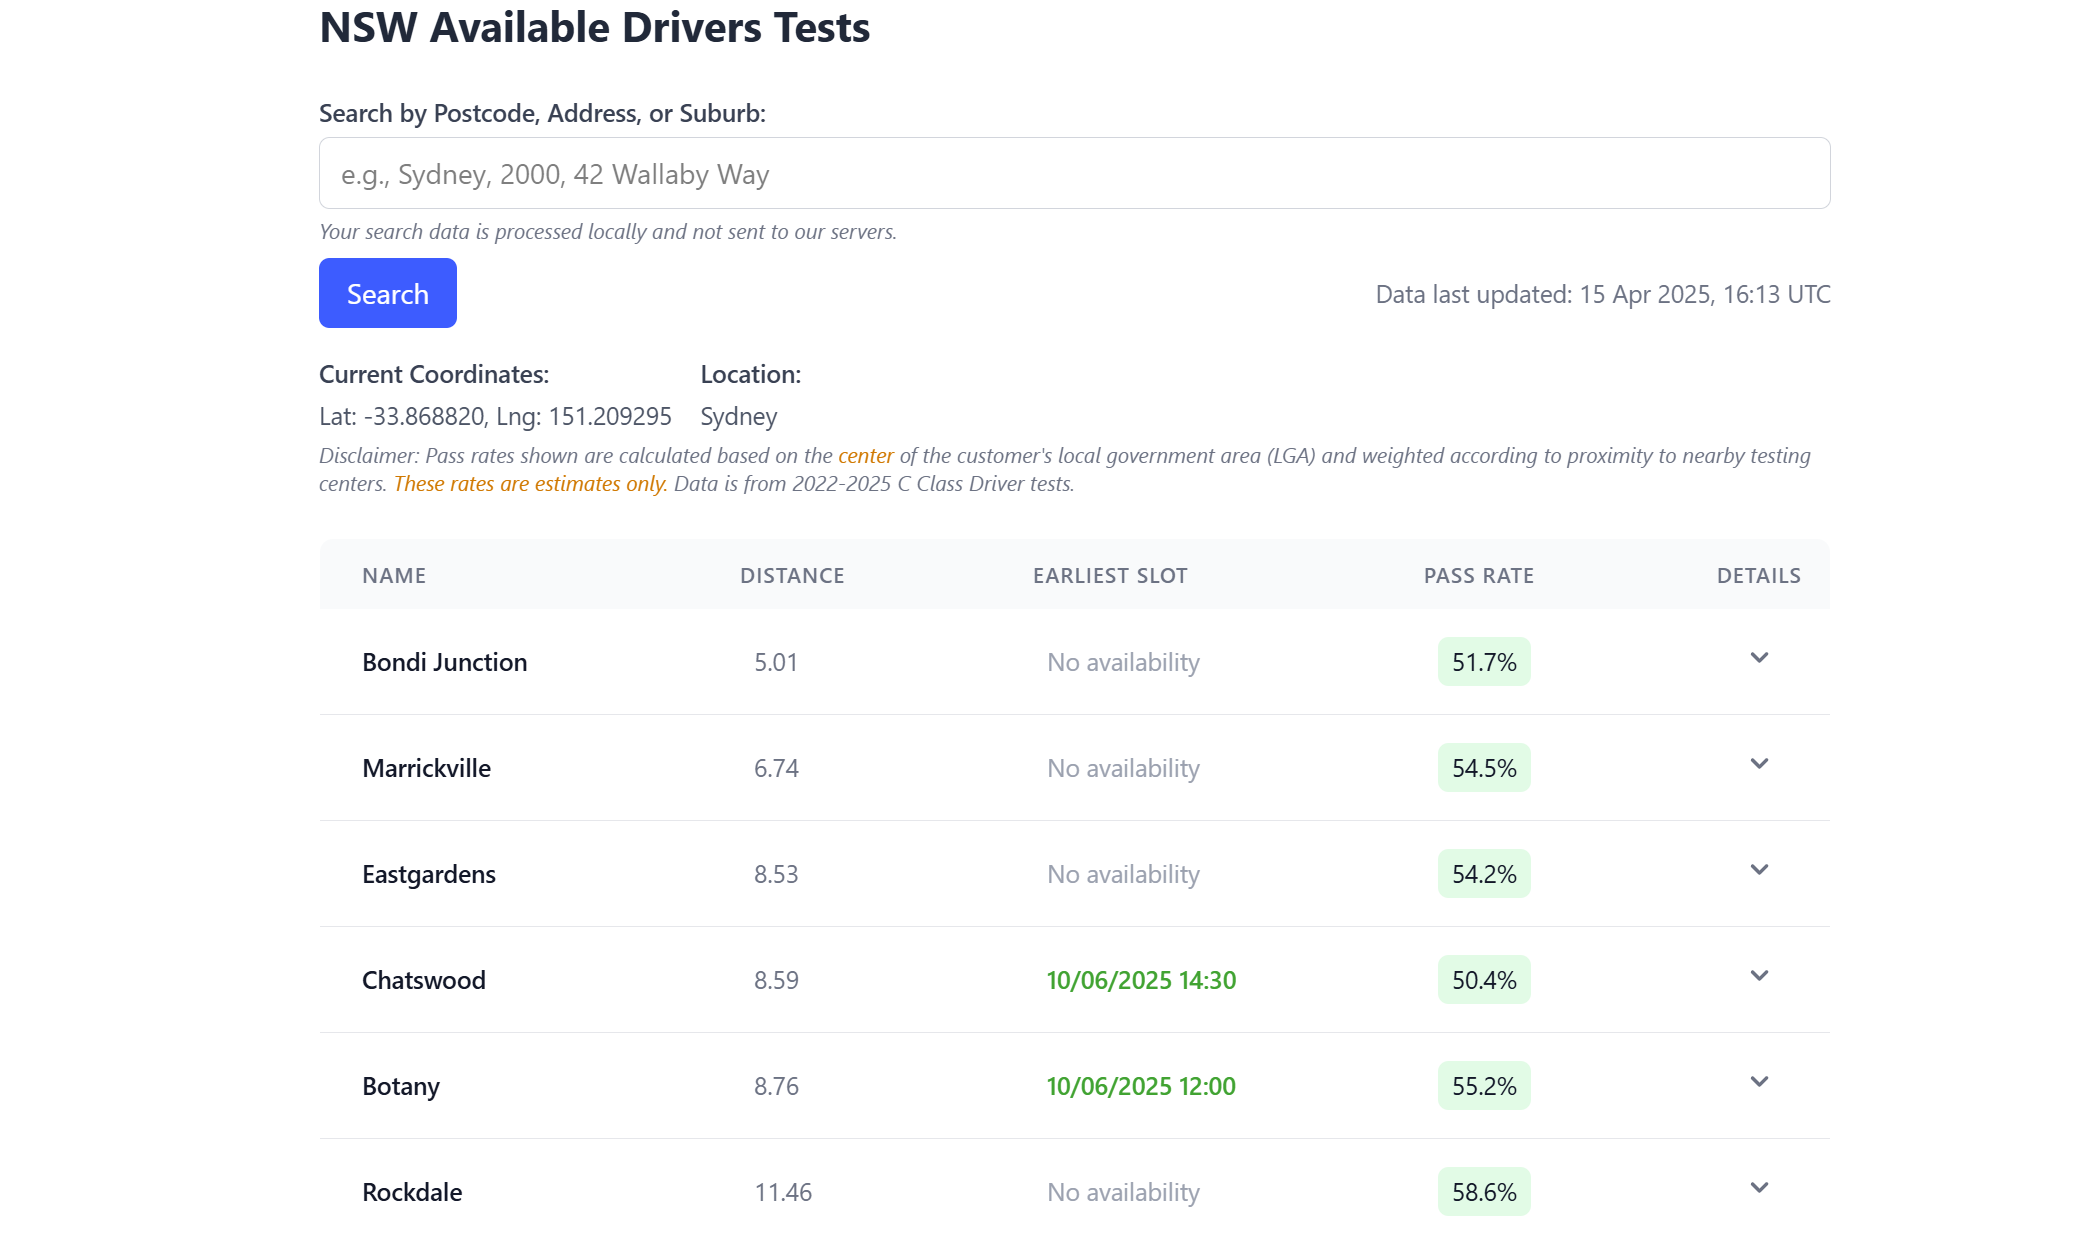 NSW Available Drivers Tests
Search by Postcode, Address, or Suburb:
e.g., Sydney, 2000, 42 Wallaby Way
Your search data is processed locally and not sent to our servers.
Search
Data last updated: 15 Apr 2025, 16:13 UTC
Current Coordinates: Location:
Lat: -33.868820, Lng: 151.209295 Sydney
Disclaimer: Pass rates shown are calculated based on the center of the customer's local government area (LGA) and weighted according to proximity to nearby testing
centers. These rates are estimates only. Data is from 2022-2025 C Class Driver tests.
NAME DISTANCE EARLIEST SLOT PASS RATE DETAILS
Bondi Junction 5.01 No availability 51.7%
Marrickville 6.74 No availability 54.5%
Eastgardens 8.53 No availability 54.2%
Chatswood 8.59 10/06/2025 14:30 50.4%
Botany 8.76 10/06/2025 12:00 55.2%
Rockdale 11.46 No availability 58.6%